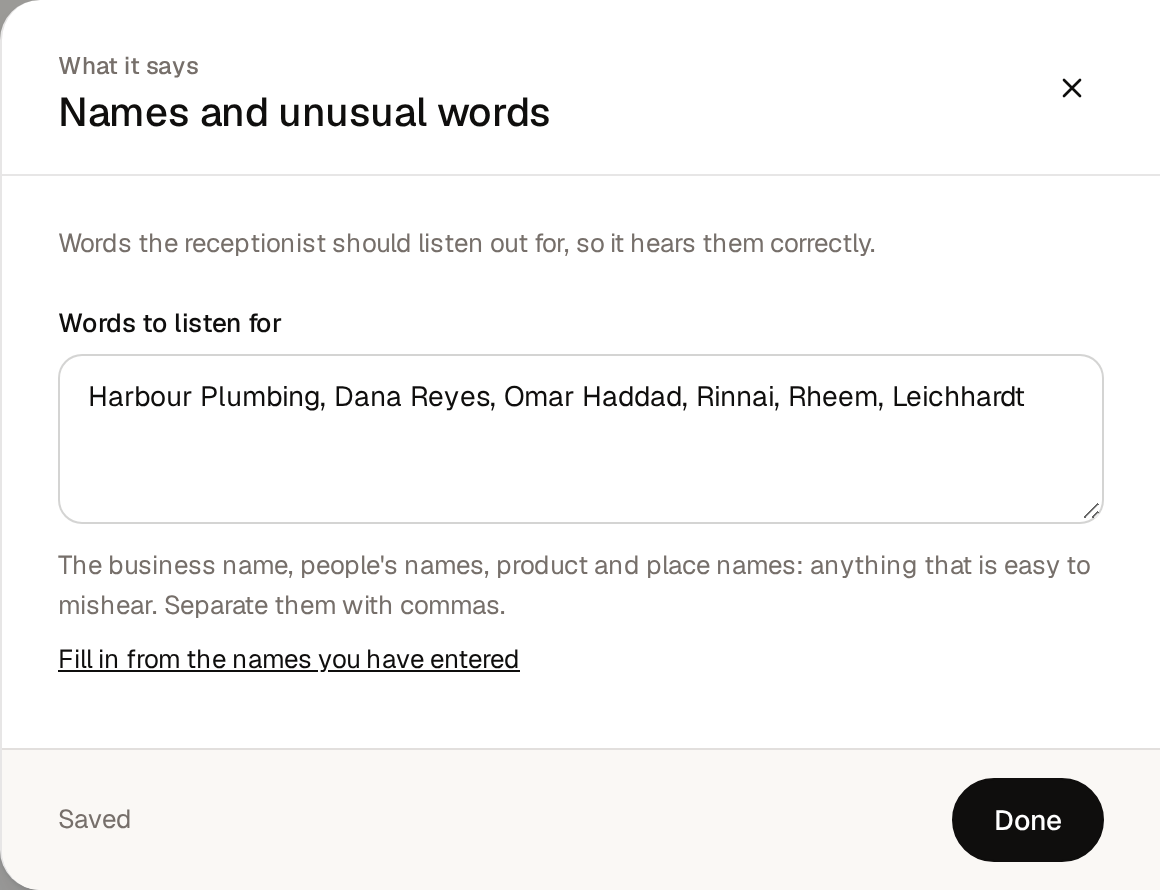 What it says
Names and unusual words
Words the receptionist should listen out for, so it hears them correctly.
Words to listen for
Harbour Plumbing, Dana Reyes, Omar Haddad, Rinnai, Rheem, Leichhardt
The business name, people's names, product and place names: anything that is easy to
mishear. Separate them with commas.
Fill in from the names you have entered
Saved
Done